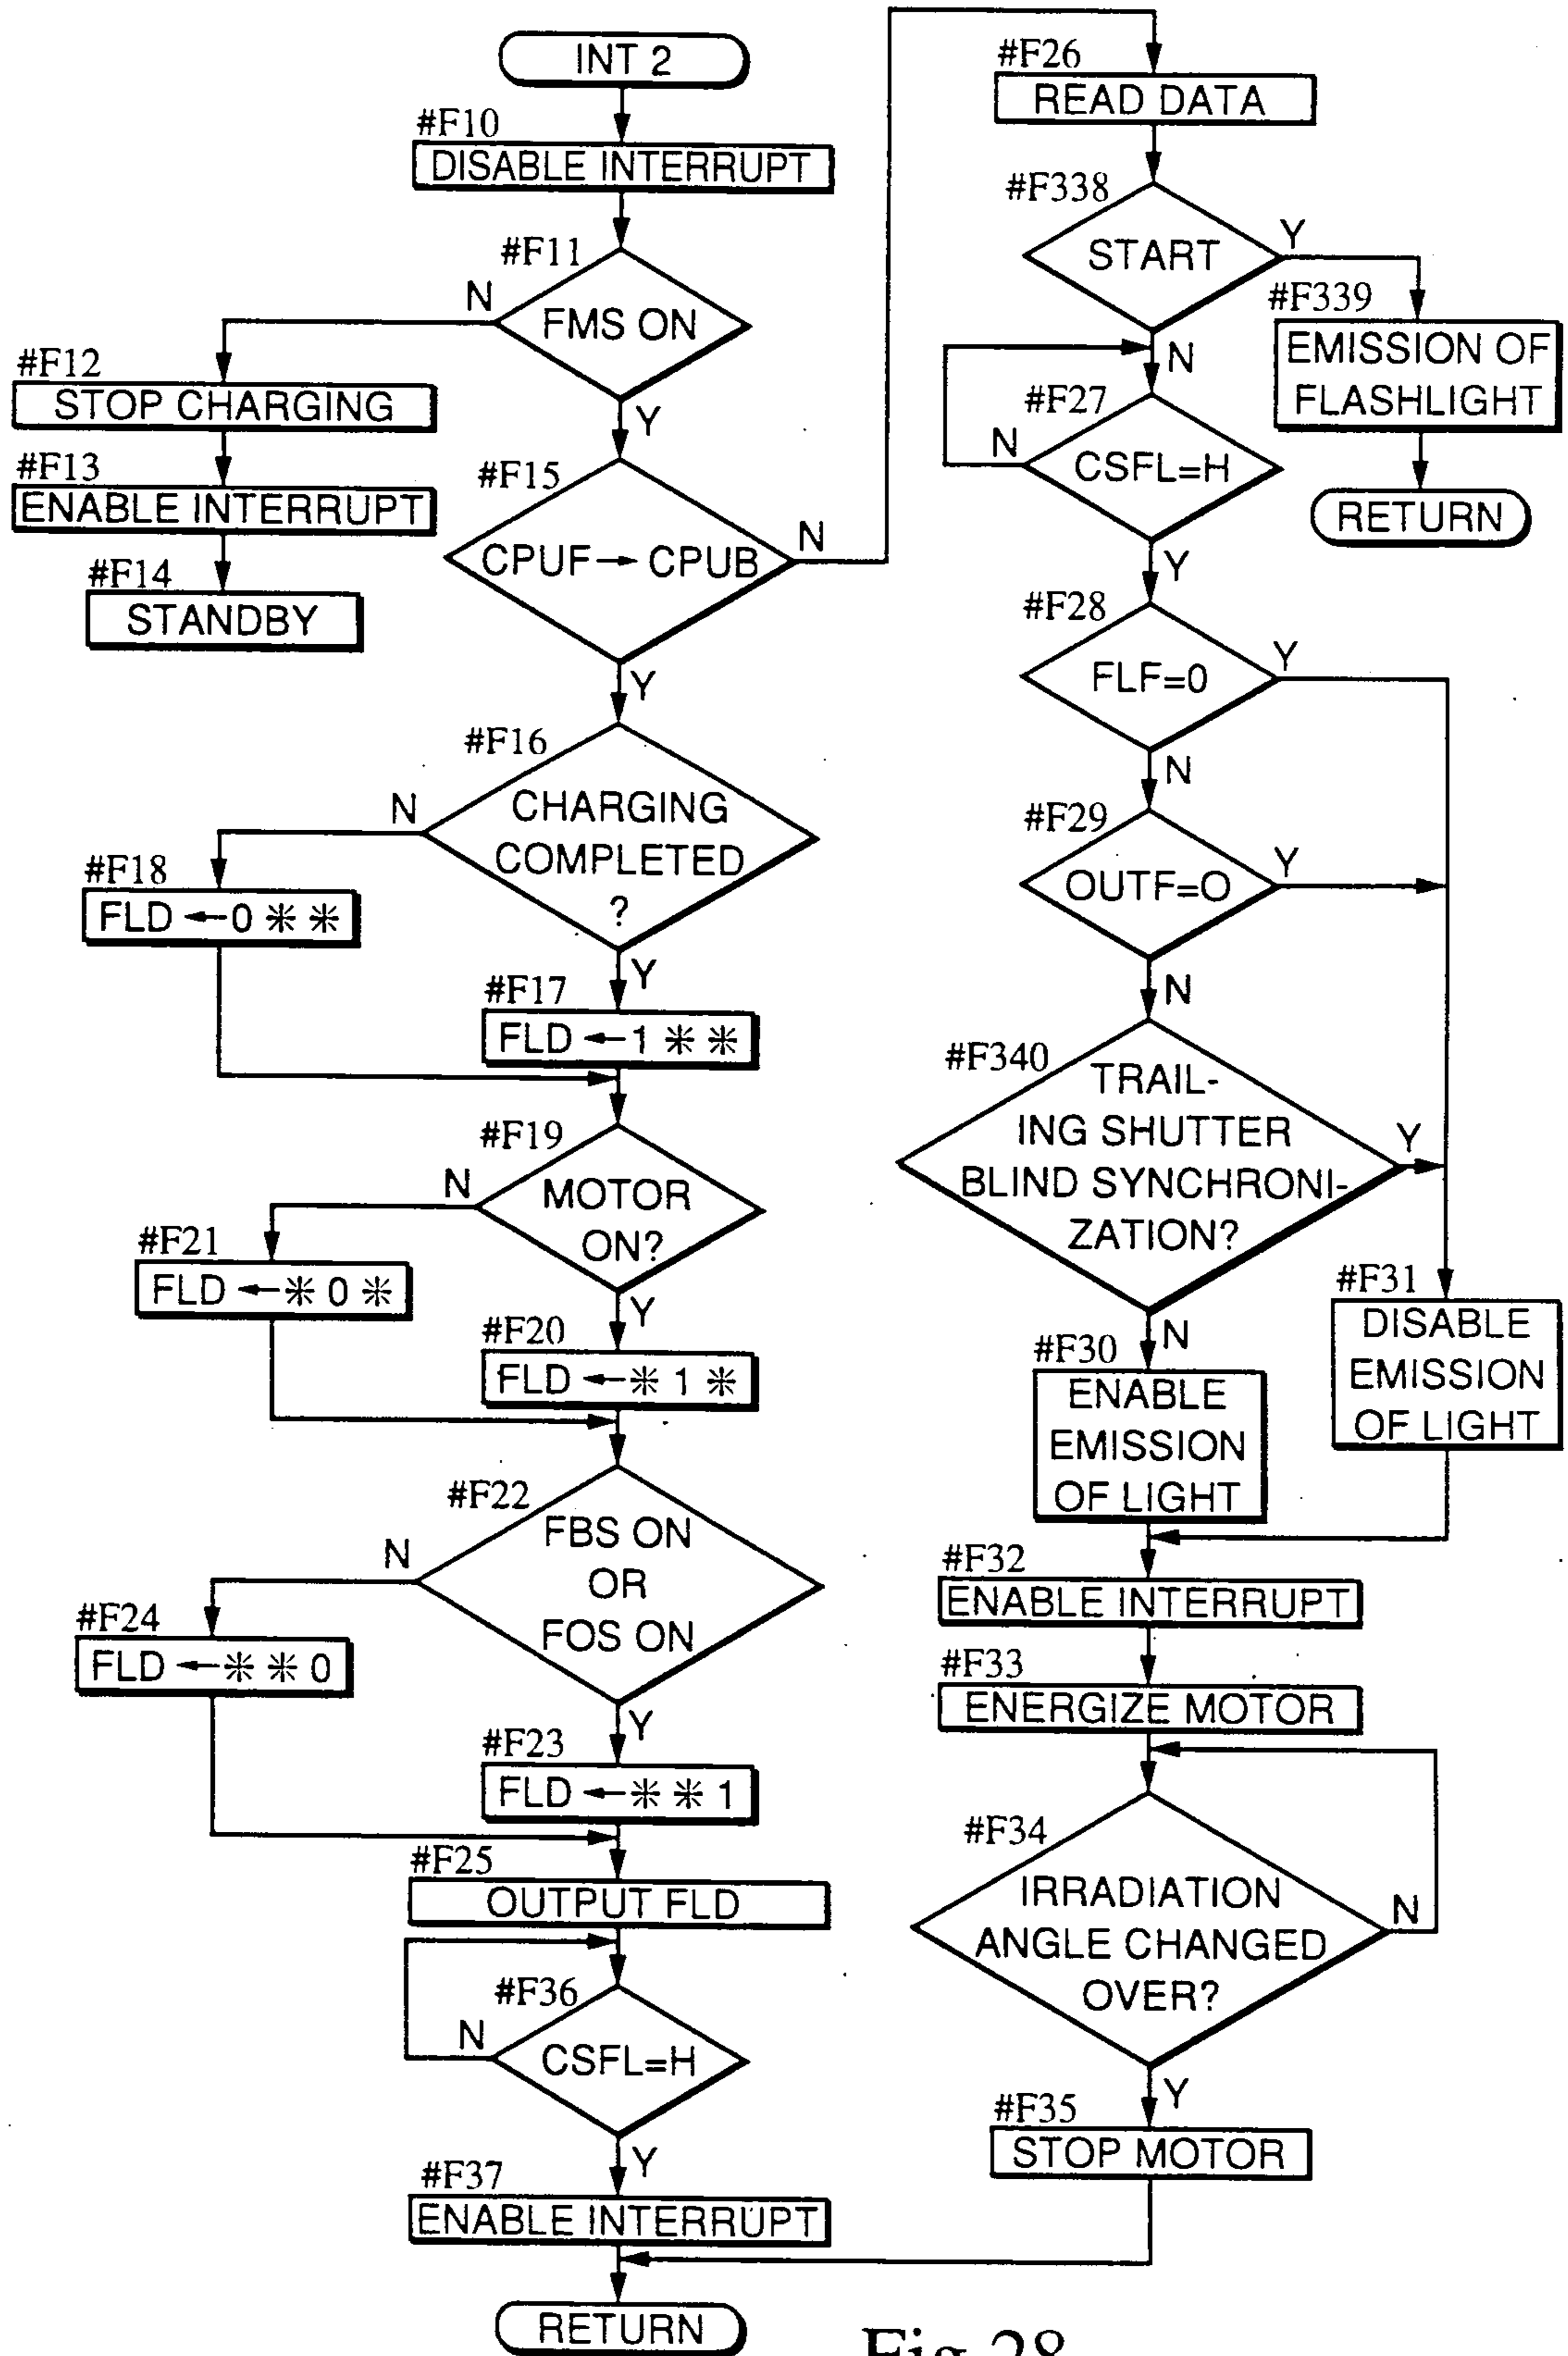 INT 2
#F10
DISABLE INTERRUPT
#F11
FMS ON
N
Y
#F12
STOP CHARGING
#F13
ENABLE INTERRUPT
#F14
STANDBY
#F15
CPUF → CPUB
N
Y
#F16
CHARGING
COMPLETED
?
N
Y
#F18
FLD ← 0 * *
#F17
FLD ← 1 * *
#F19
MOTOR
ON?
N
Y
#F21
FLD ← * 0 *
#F20
FLD ← * 1 *
#F22
FBS ON
OR
FOS ON
N
Y
#F24
FLD ← * * 0
#F23
FLD ← * * 1
#F25
OUTPUT FLD
#F36
CSFL=H
N
Y
#F37
ENABLE INTERRUPT
RETURN
#F26
READ DATA
#F338
START
Y
N
#F339
EMISSION OF
FLASHLIGHT
RETURN
#F27
CSFL=H
N
Y
#F28
FLF=0
Y
N
#F29
OUTF=O
Y
N
#F340
TRAIL-
ING SHUTTER
BLIND SYNCHRONI-
ZATION?
Y
N
#F31
DISABLE
EMISSION
OF LIGHT
#F30
ENABLE
EMISSION
OF LIGHT
#F32
ENABLE INTERRUPT
#F33
ENERGIZE MOTOR
#F34
IRRADIATION
ANGLE CHANGED
OVER?
N
Y
#F35
STOP MOTOR
Fig.28